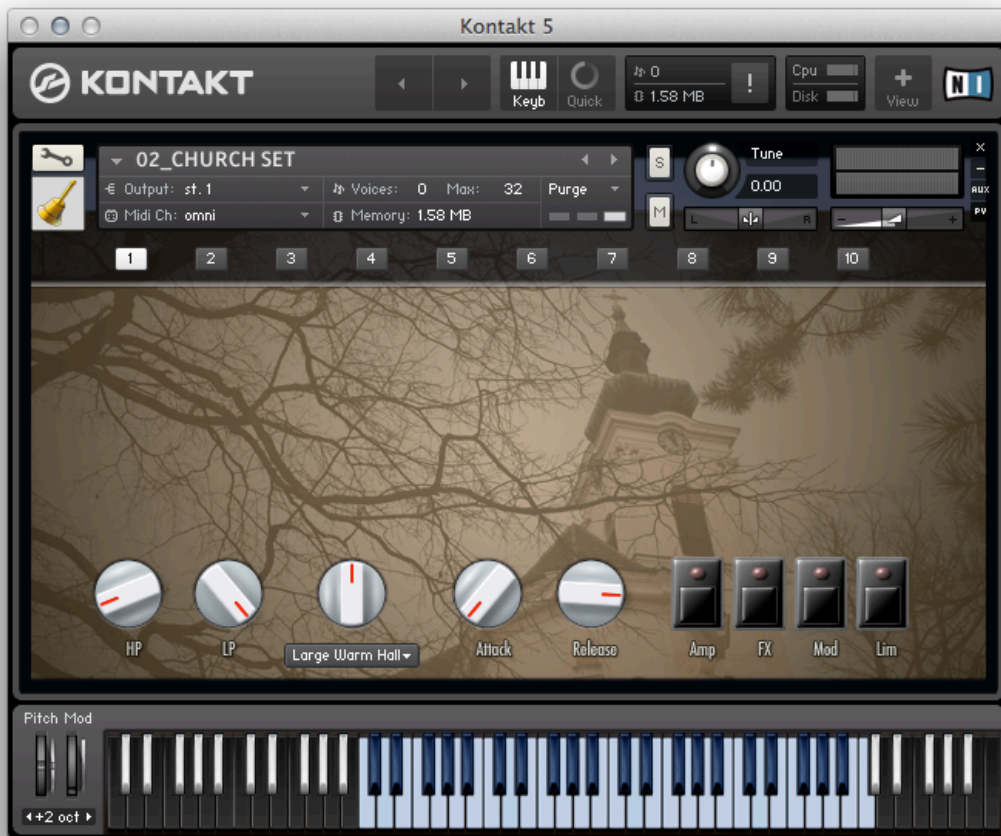 Kontakt 5
KONTAKT
Keyb
Quick
0
1.58 MB
!
Cpu
Disk
+
View
NI
02_CHURCH SET
Output: st.1
Voices: 0 Max: 32
Purge
Midi Ch: omni
Memory: 1.58 MB
S
M
Tune
0.00
L
R
-
+
x
-
AUX
PV
1 2 3 4 5 6 7 8 9 10
HP
LP
Large Warm Hall
Attack
Release
Amp
FX
Mod
Lim
Pitch Mod
+2 oct